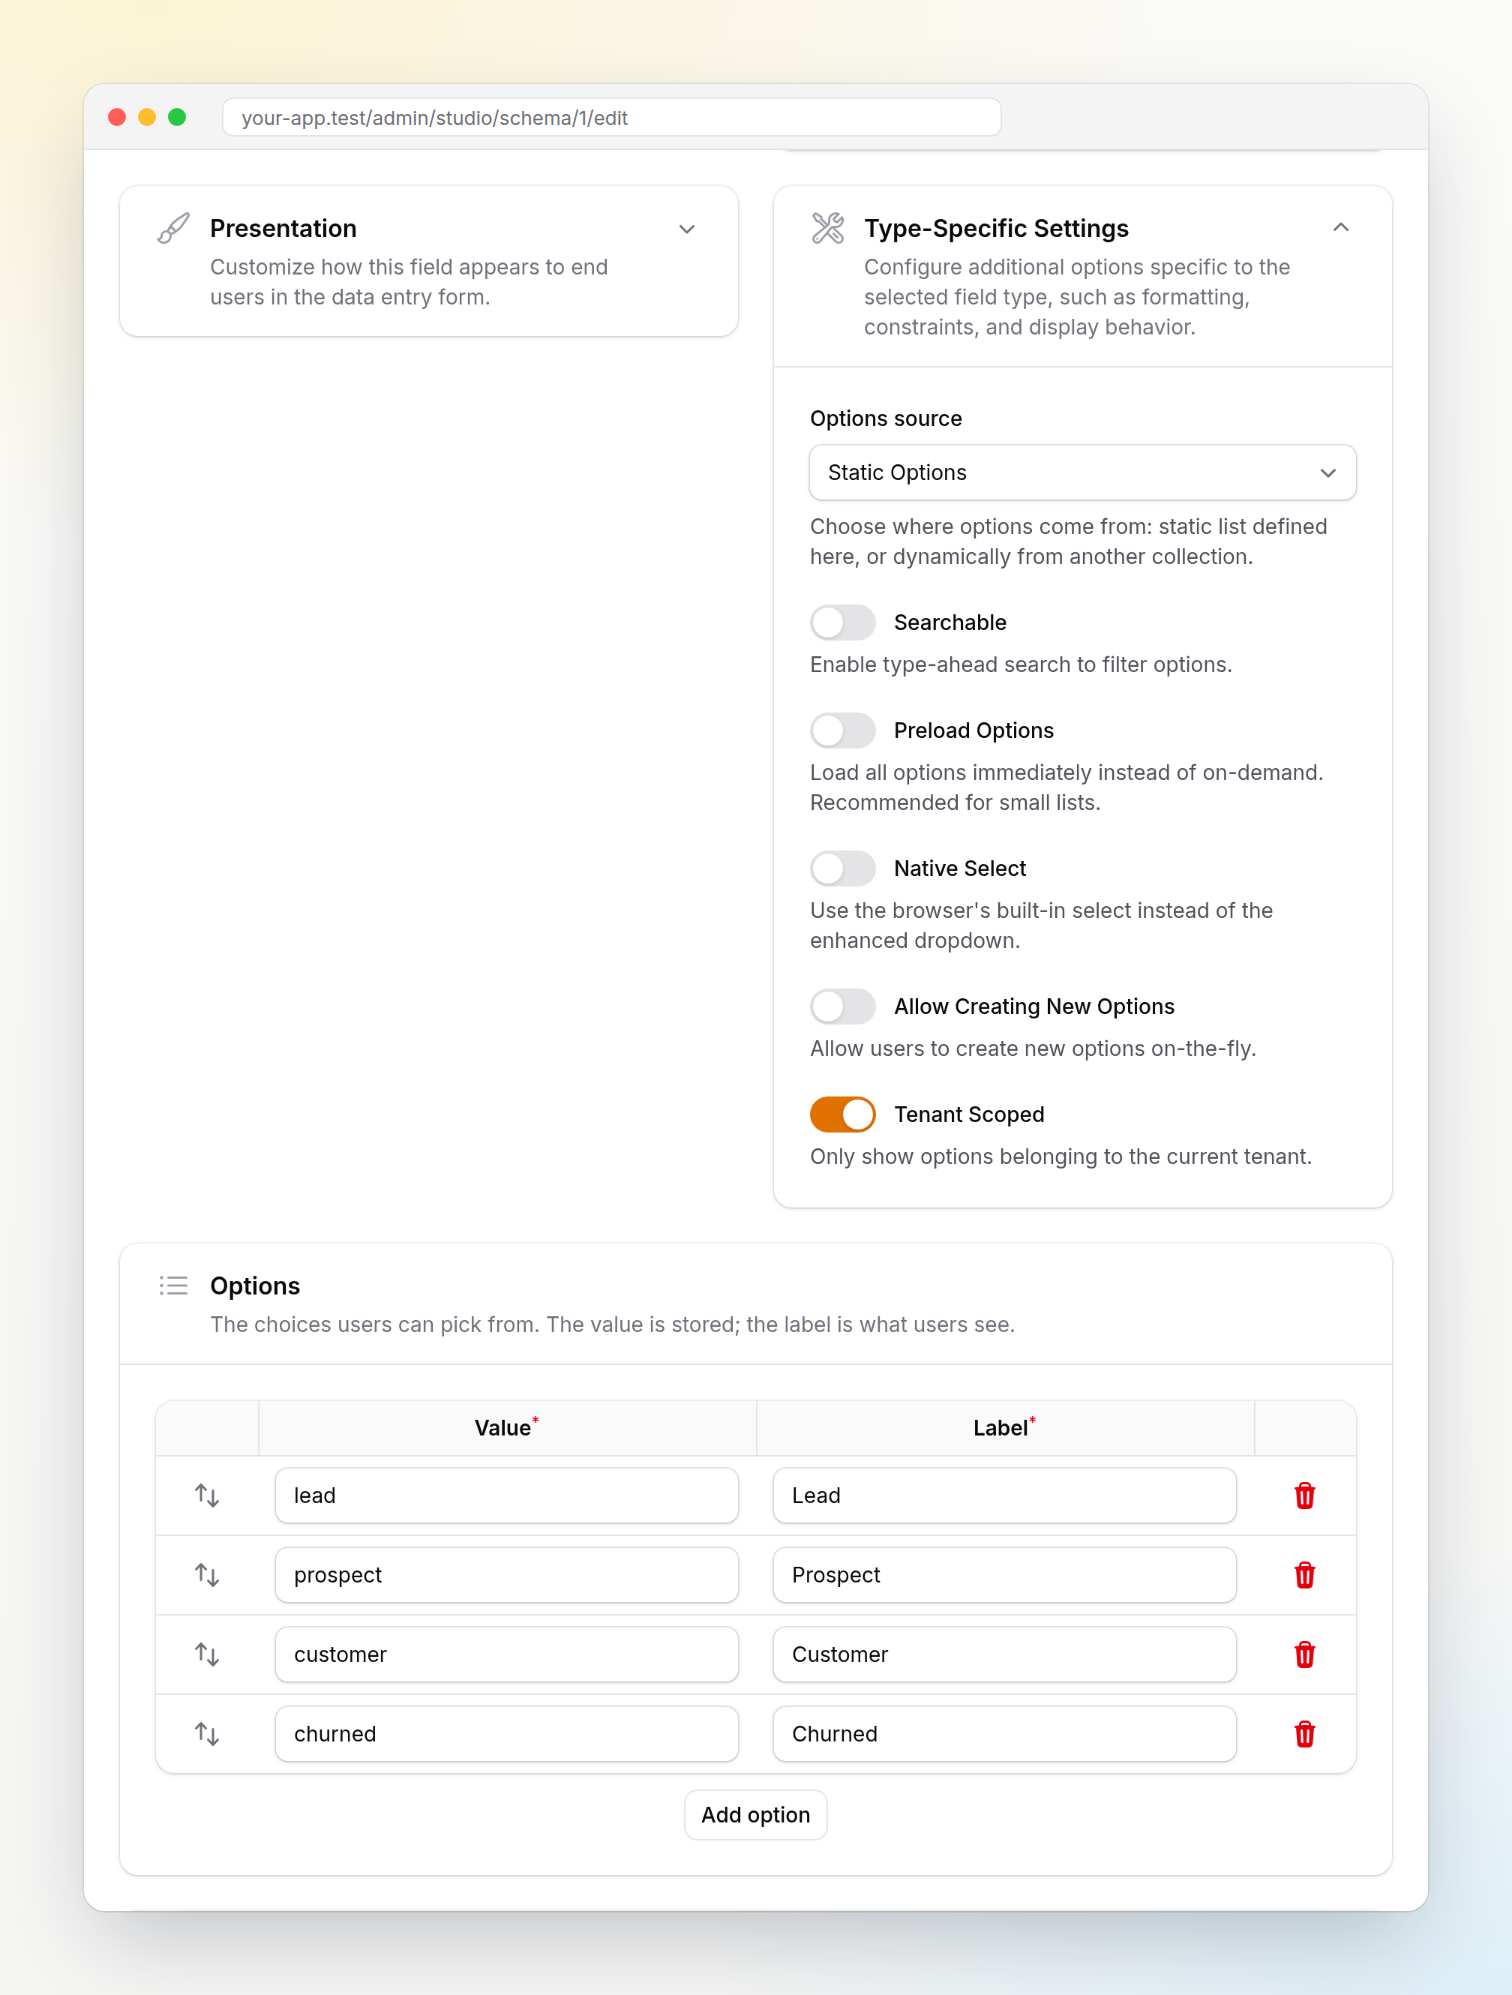 your-app.test/admin/studio/schema/1/edit
Presentation
Customize how this field appears to end
users in the data entry form.
Type-Specific Settings
Configure additional options specific to the
selected field type, such as formatting,
constraints, and display behavior.
Options source
Static Options
Choose where options come from: static list defined
here, or dynamically from another collection.
Searchable
Enable type-ahead search to filter options.
Preload Options
Load all options immediately instead of on-demand.
Recommended for small lists.
Native Select
Use the browser's built-in select instead of the
enhanced dropdown.
Allow Creating New Options
Allow users to create new options on-the-fly.
Tenant Scoped
Only show options belonging to the current tenant.
Options
The choices users can pick from. The value is stored; the label is what users see.
Value* Label*
lead Lead
prospect Prospect
customer Customer
churned Churned
Add option